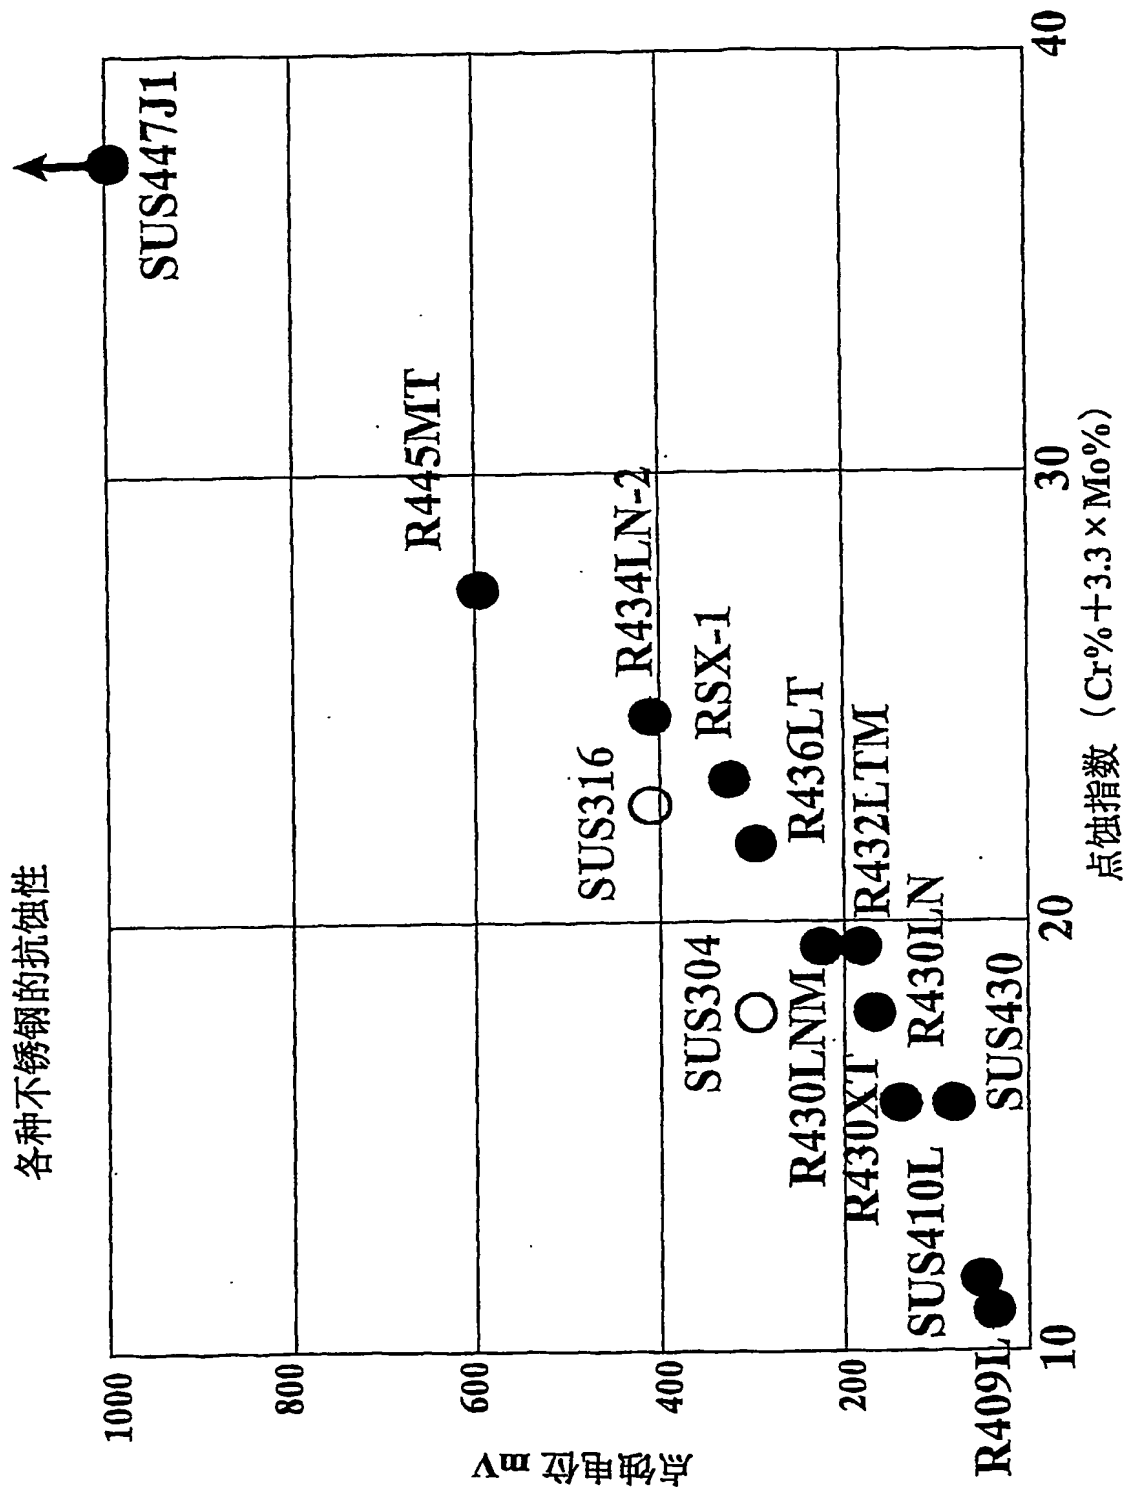 各种不锈钢的抗蚀性
点蚀电位 mV
1000
800
600
400
200
SUS447J1
R445MT
R434LN-2
SUS316
RSX-1
R436LT
SUS304
R432LTM
R430LNM
R430LN
R430XT
SUS430
SUS410L
R409L
10
20
30
40
点蚀指数 (Cr%+3.3×Mo%)